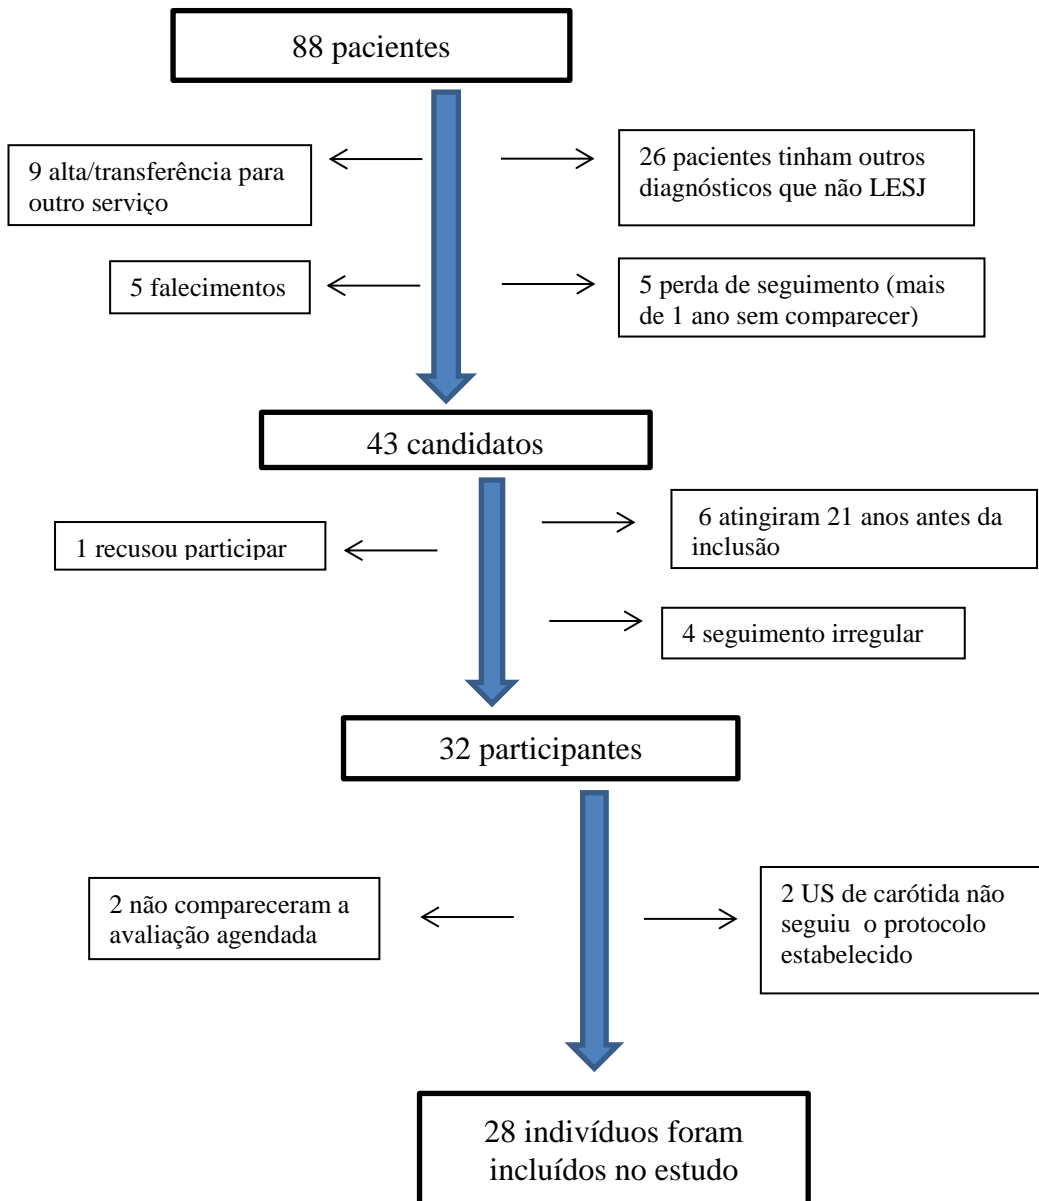 88 pacientes
9 alta/transferência para
outro serviço
26 pacientes tinham outros
diagnósticos que não LESJ
5 falecimentos
5 perda de seguimento (mais
de 1 ano sem comparecer)
43 candidatos
1 recusou participar
6 atingiram 21 anos antes da
inclusão
4 seguimento irregular
32 participantes
2 não compareceram a
avaliação agendada
2 US de carótida não
seguiu o protocolo
estabelecido
28 indivíduos foram
incluídos no estudo